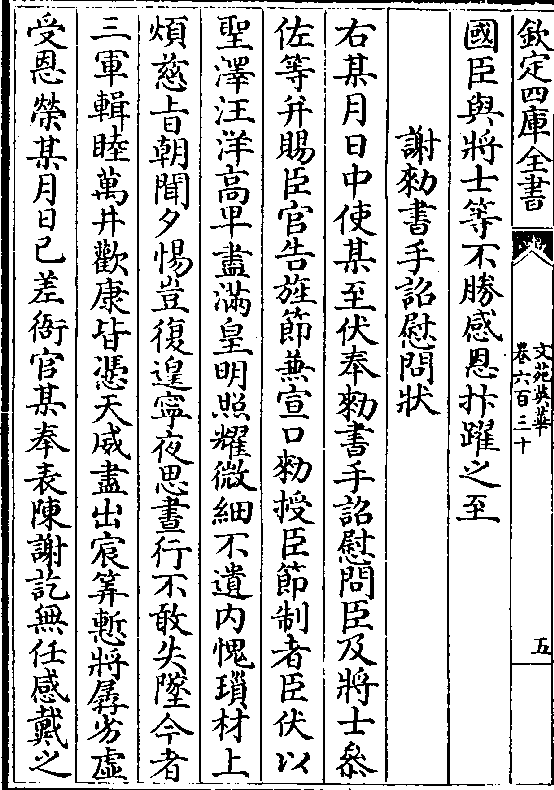 欽定四庫全書
文苑英華
卷六百三十
五
國臣與將士等不勝感恩抃躍之至
謝勑書手詔慰問狀
右某月日中使某至伏奉勑書手詔慰問臣及將士叅
佐等并賜臣官告旌節兼宣口勑授臣節制者臣伏以
聖澤汪洋高卑盡滿皇明照耀微細不遺内愧瑣材上
煩慈㫖朝聞夕惕豈復遑寧夜思晝行不敢失墜今者
三軍輯睦萬井歡康皆憑天威盡出宸筭慙將孱劣虛
受恩榮某月日已差衙官某奉表陳謝訖無任感戴之